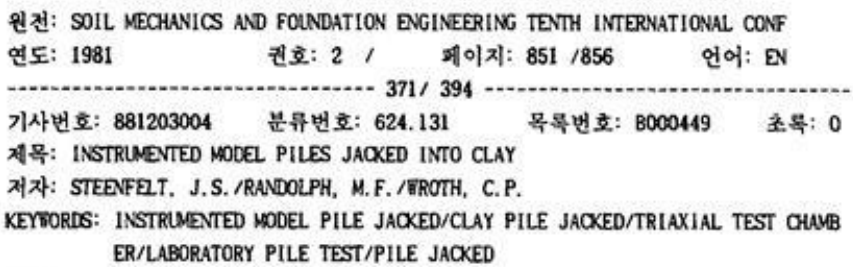 원전: SOIL MECHANICS AND FOUNDATION ENGINEERING TENTH INTERNATIONAL CONF
연도: 1981 권호: 2 / 페이지: 851 /856 언어: EN
--------------------------------- 371/ 394 ---------------------------------
기사번호: 881203004 분류번호: 624.131 목록번호: B000449 초록: 0
제목: INSTRUMENTED MODEL PILES JACKED INTO CLAY
저자: STEENFELT, J.S./RANDOLPH, M.F./WROTH, C.P.
KEYWORDS: INSTRUMENTED MODEL PILE JACKED/CLAY PILE JACKED/TRIAXIAL TEST CHAMB
ER/LABORATORY PILE TEST/PILE JACKED